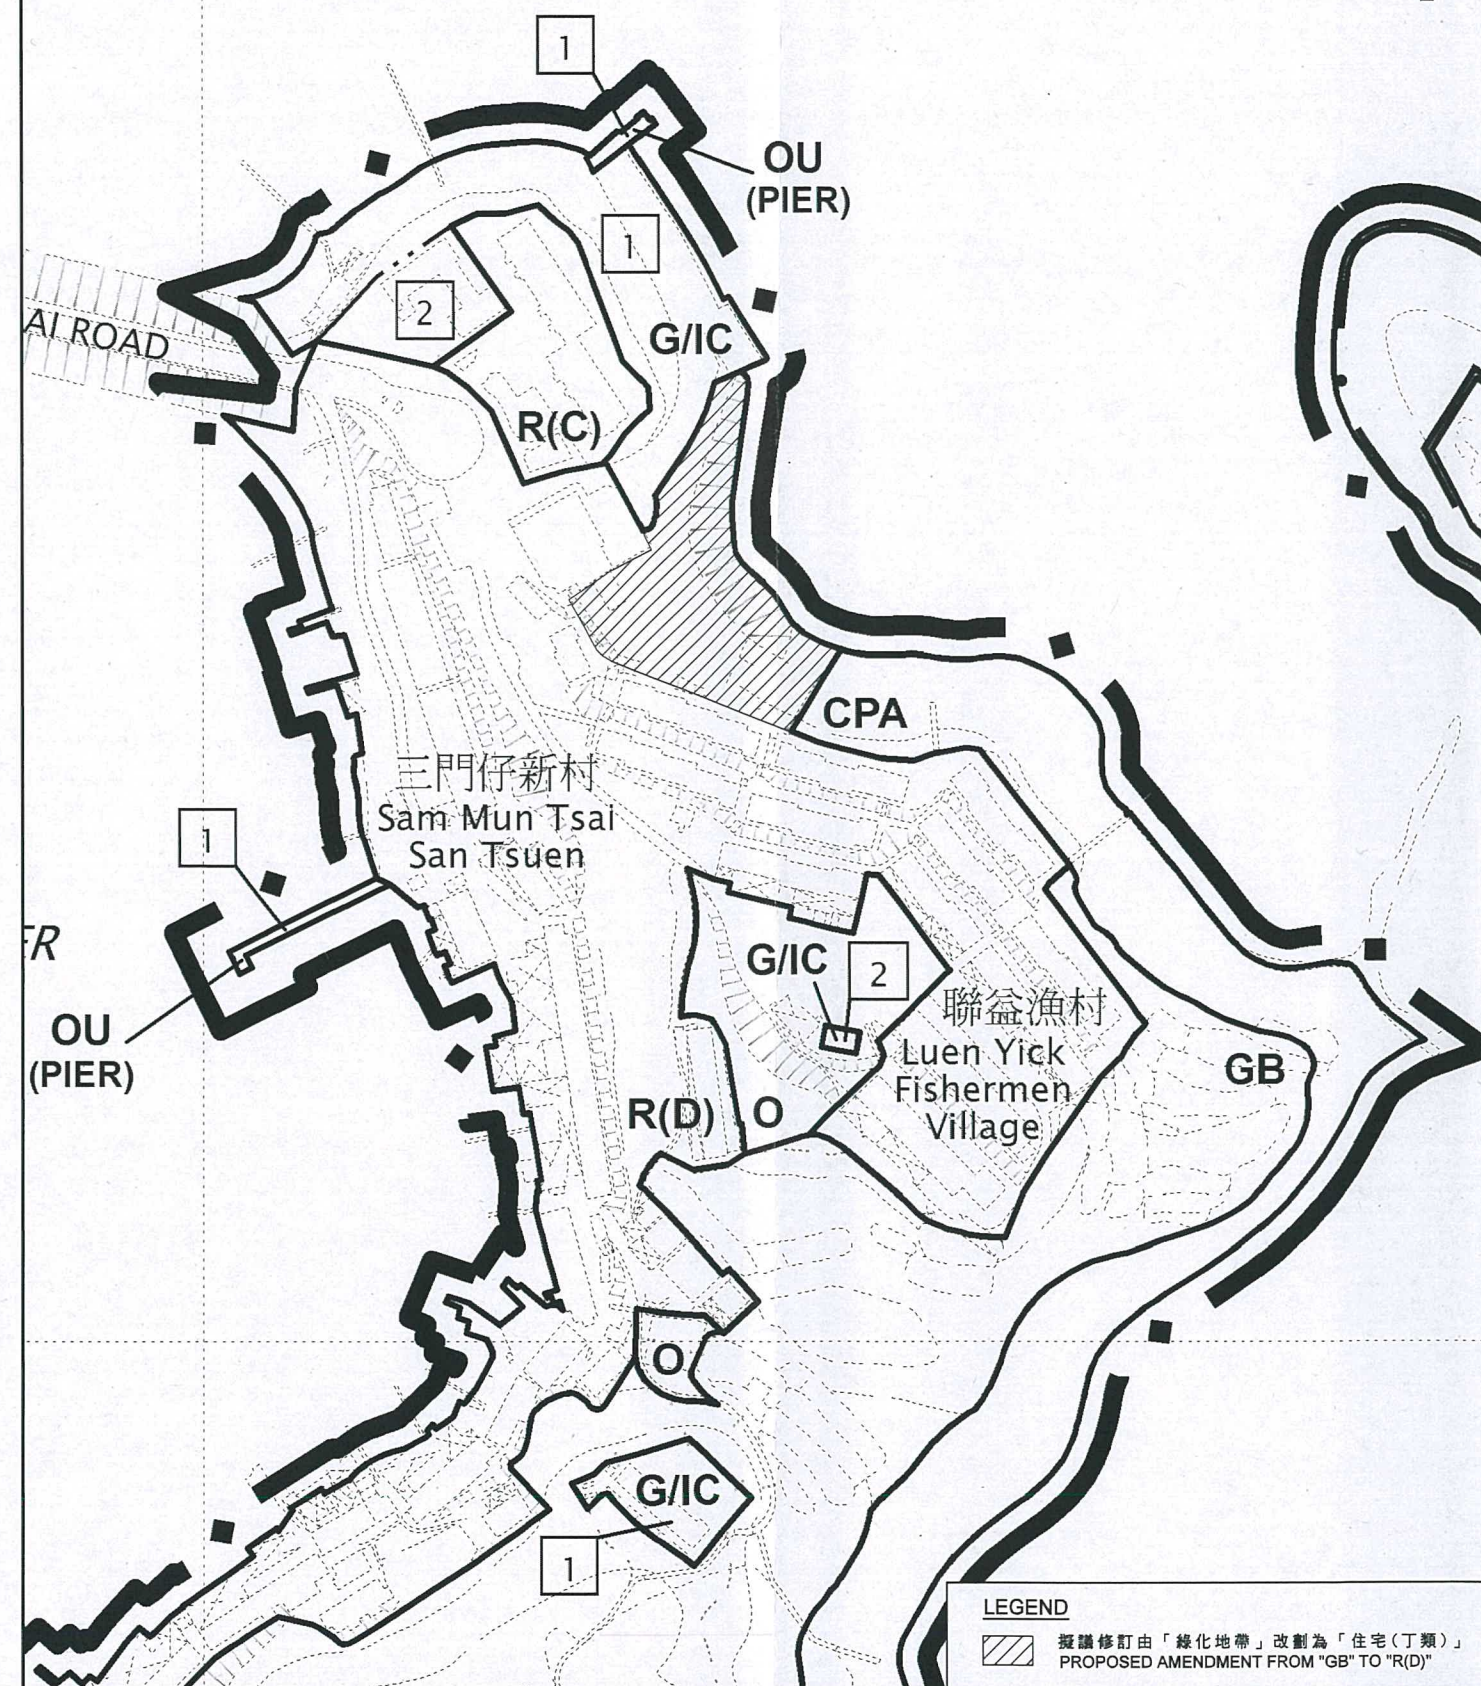 1
OU
(PIER)
1
2
G/IC
AI ROAD
R(C)
CPA
三門仔新村
Sam Mun Tsai
San Tsuen
1
G/IC
2
聯益漁村
Luen Yick
Fishermen
Village
OU
(PIER)
GB
R(D)
O
O
G/IC
1
LEGEND
擬議修訂由「綠化地帶」改劃為「住宅(丁類)」
PROPOSED AMENDMENT FROM "GB" TO "R(D)"